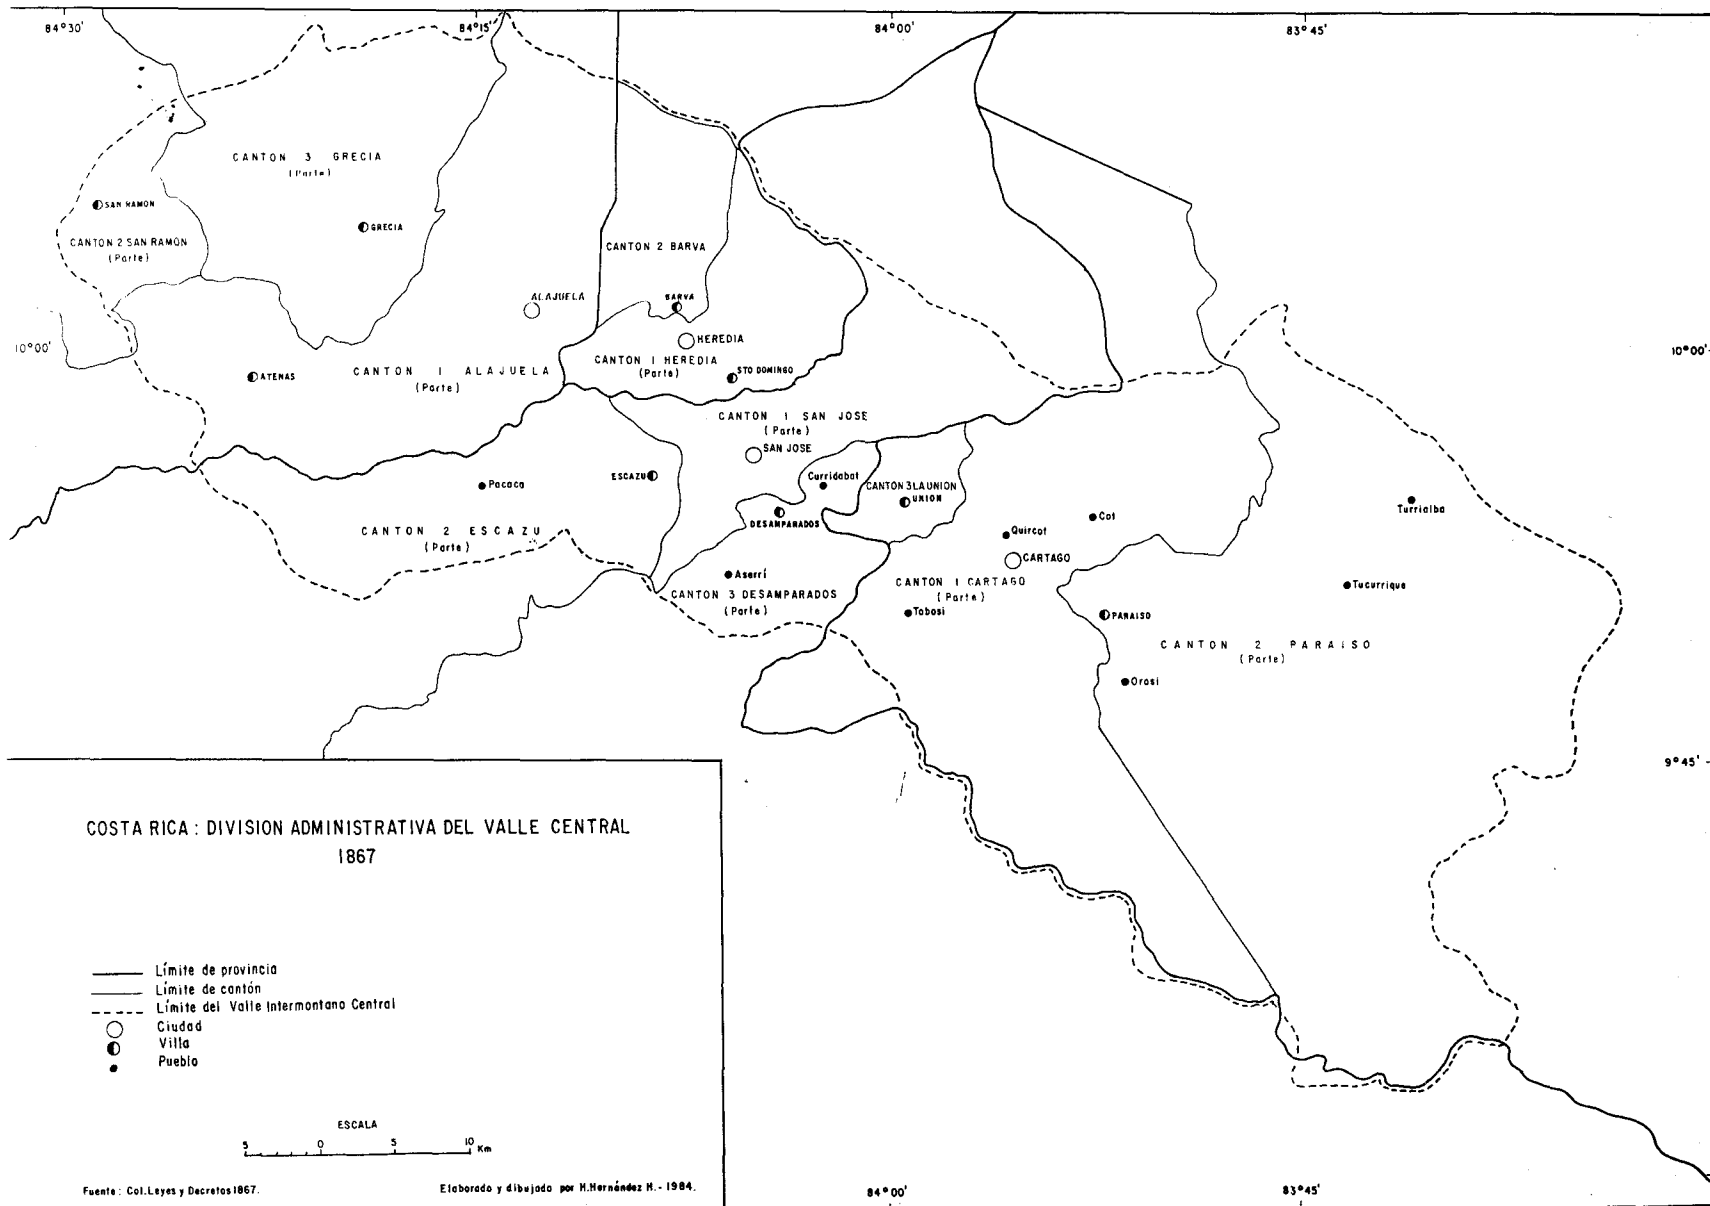 84°30'
84°15'
84°00'
83°45'
CANTON 3 GRECIA
(Parte)
SAN RAMON
GRECIA
CANTON 2 SAN RAMON
(Parte)
CANTON 2 BARVA
ALAJUELA
BARVA
HEREDIA
10°00'
CANTON 1 HEREDIA
(Parte)
10°00'
ATENAS
CANTON 1 ALAJUELA
(Parte)
STO DOMINGO
CANTON 1 SAN JOSE
(Parte)
SAN JOSE
ESCAZU
Pacaca
Curridabat
CANTON 3 LA UNION
UNION
DESAMPARADOS
Turrialba
Cot
Quircot
CANTON 2 ESCAZU
(Parte)
CARTAGO
Aserrí
CANTON 3 DESAMPARADOS
(Parte)
CANTON 1 CARTAGO
(Parte)
Tucurrique
Tobosi
PARAISO
CANTON 2 PARAISO
(Parte)
Orosi
9°45'
COSTA RICA : DIVISION ADMINISTRATIVA DEL VALLE CENTRAL
1867
Límite de provincia
Límite de cantón
Límite del Valle Intermontano Central
Ciudad
Villa
Pueblo
ESCALA
5 0 5 10 Km
Fuente : Col. Leyes y Decretos 1867.
Elaborado y dibujado por H. Hernández H. - 1984.
84°00'
83°45'